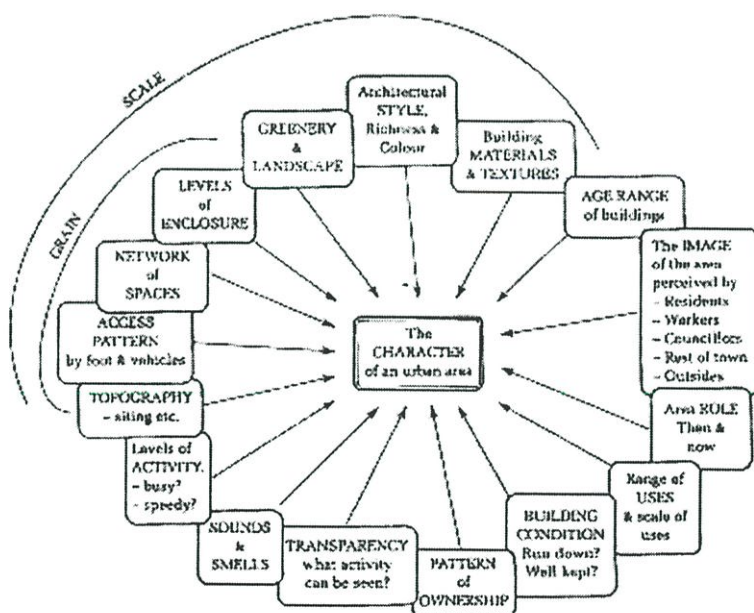 SCALE
GRAIN
Architectural
STYLE,
Richness &
Colour
GREENERY
&
LANDSCAPE
Building
MATERIALS
& TEXTURES
LEVELS
of
ENCLOSURE
AGE RANGE
of buildings
NETWORK
of
SPACES
The IMAGE
of the area
perceived by
- Residents
- Workers
- Councillors
- Rest of town
- Outsides
ACCESS
PATTERN
by foot & vehicles
The
CHARACTER
of an urban area
TOPOGRAPHY
- siting etc.
Area ROLE
Then &
now
Levels of
ACTIVITY.
- busy?
- speedy?
Range of
USES
& scale of
uses
SOUNDS
&
SMELLS
TRANSPARENCY
what activity
can be seen?
PATTERN
of
OWNERSHIP
BUILDING
CONDITION
Run down?
Well kept?